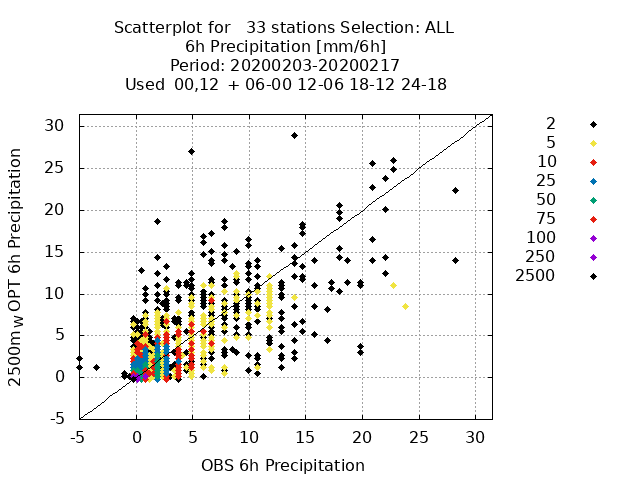 Scatterplot for 33 stations Selection: ALL
6h Precipitation [mm/6h]
Period: 20200203-20200217
Used 00,12 + 06-00 12-06 18-12 24-18
2500mW OPT 6h Precipitation
30
25
20
15
10
5
0
-5
-5 0 5 10 15 20 25 30
OBS 6h Precipitation
2
5
10
25
50
75
100
250
2500